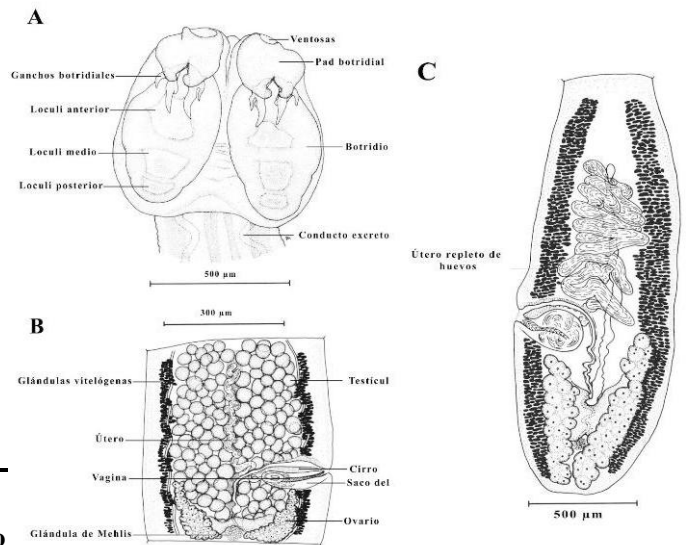 A
Ventosas
Pad botridial
Ganchos botridiales
Loculi anterior
Loculi medio
Botridio
Loculi posterior
Conducto excreto
500 µm
B
300 µm
Glándulas vitelógenas
Testícul
Útero
Vagina
Cirro
Saco del
Ovario
Glándula de Mehlis
C
Útero repleto de
huevos
500 µm